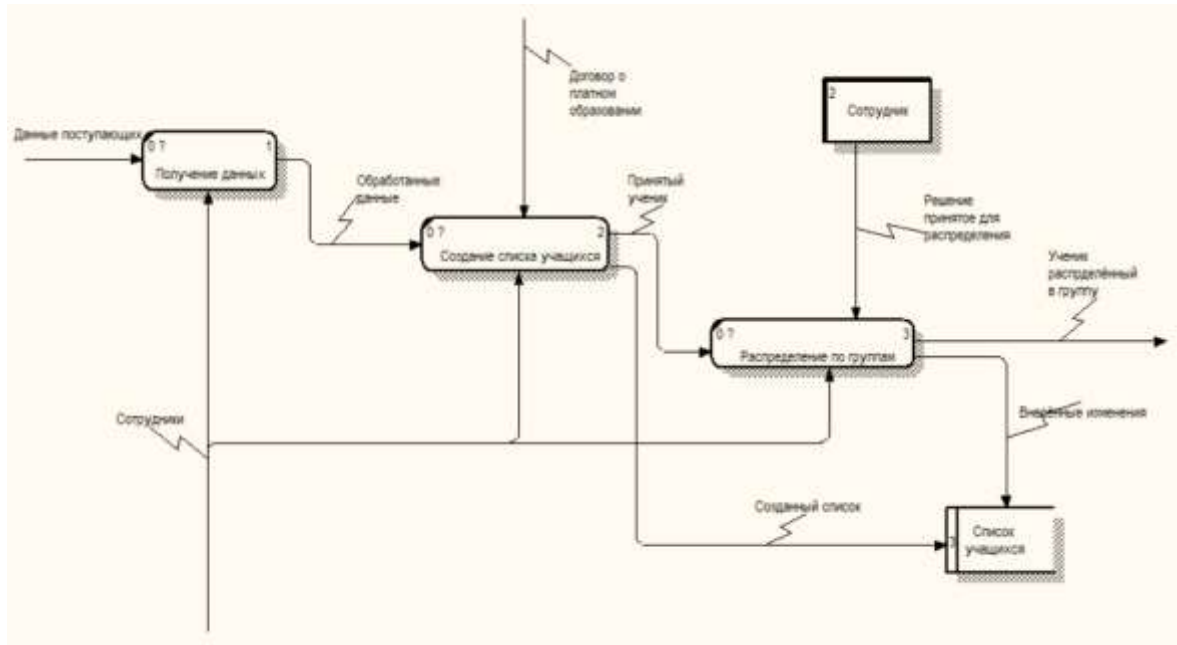 Данные поступающих
0 ?
1
Получение данных
Обработанные
данные
Договор о
платном
образовании
0 ?
2
Создание списка учащихся
Принятый
ученик
2
Сотрудник
Решение
принятое для
распределения
0 ?
3
Распределение по группам
Ученик
распрделённый
в группу
Внесённые изменения
Сотрудники
Созданный список
3
Список
учащихся